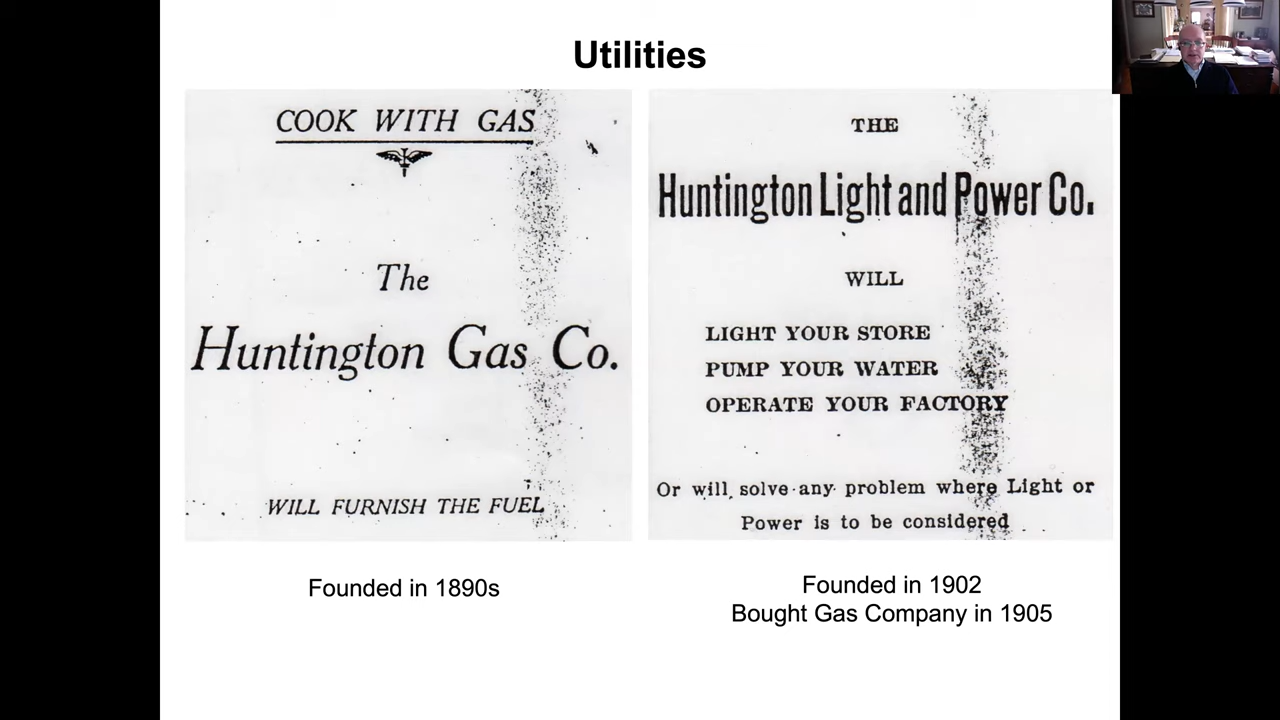 Utilities
COOK WITH GAS
The
Huntington Gas Co.
WILL FURNISH THE FUEL
Founded in 1890s
THE
Huntington Light and Power Co.
WILL
LIGHT YOUR STORE
PUMP YOUR WATER
OPERATE YOUR FACTORY
Or will solve any problem where Light or
Power is to be considered
Founded in 1902
Bought Gas Company in 1905